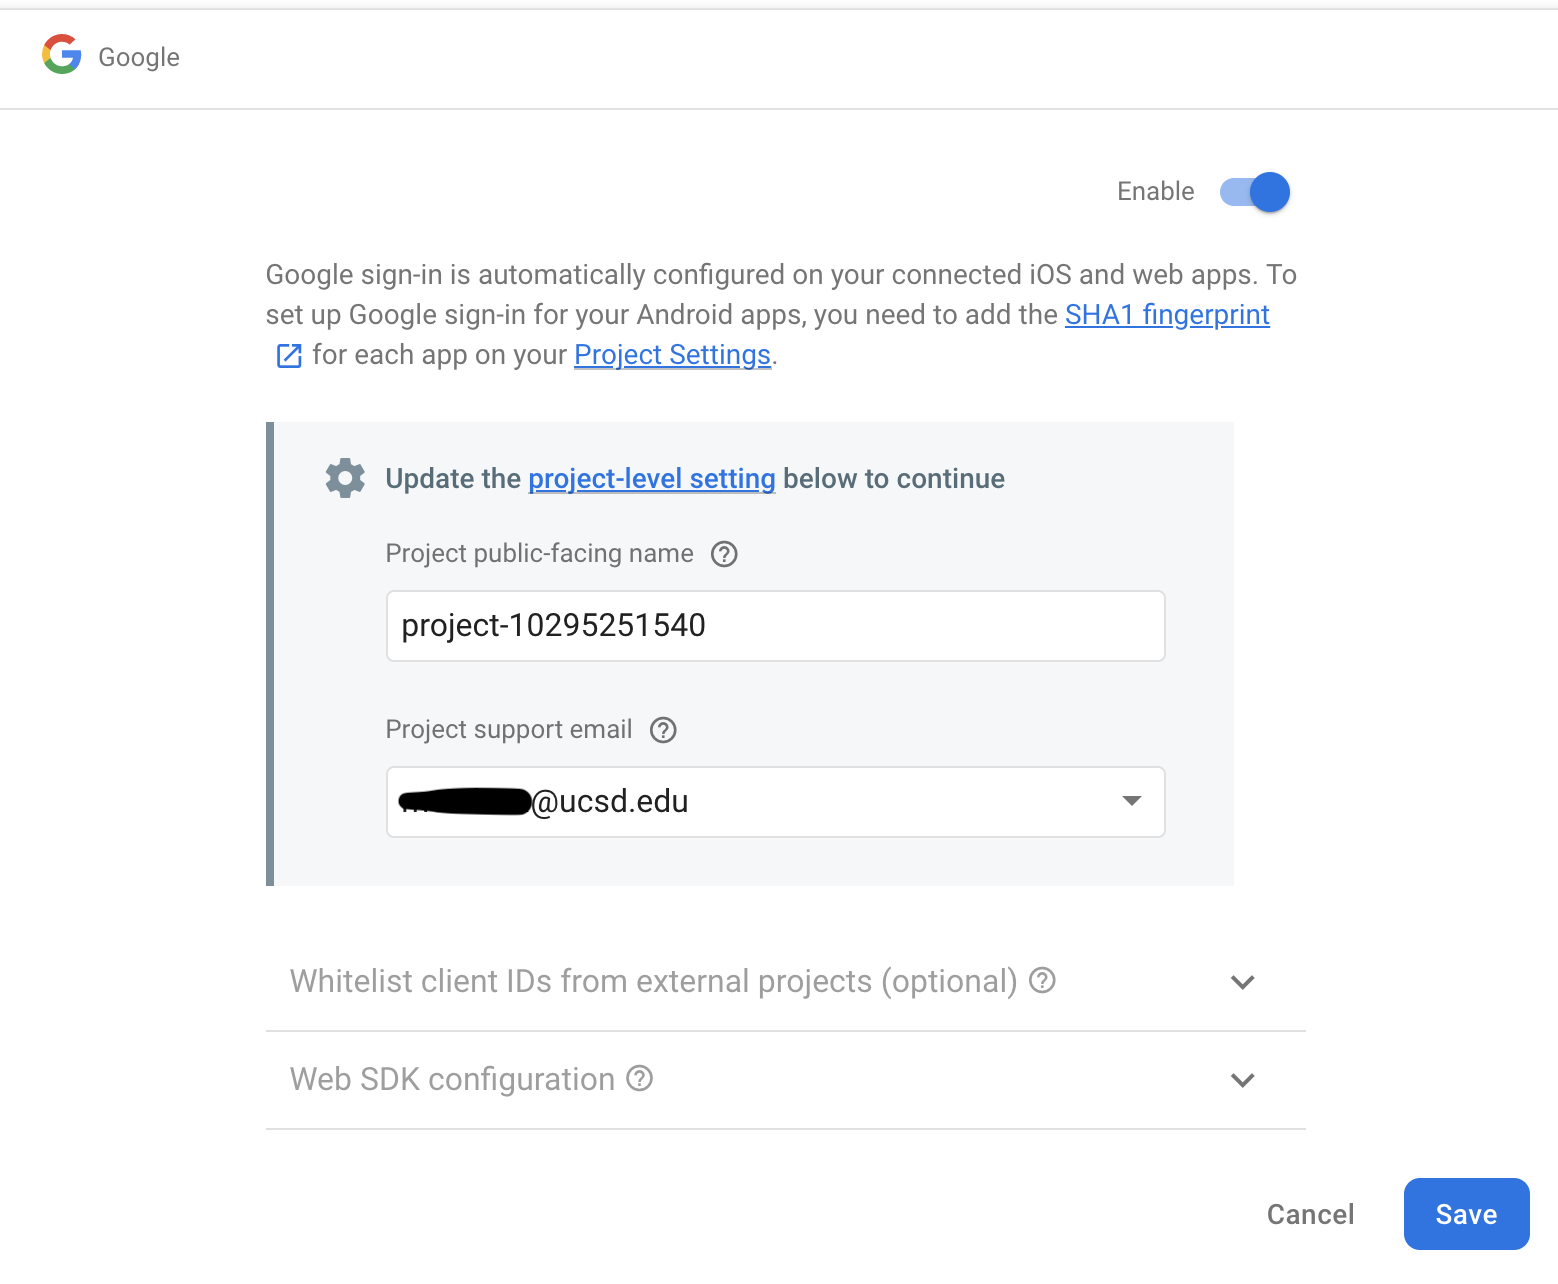 Google
Enable
Google sign-in is automatically configured on your connected iOS and web apps. To
set up Google sign-in for your Android apps, you need to add the SHA1 fingerprint
for each app on your Project Settings.
Update the project-level setting below to continue
Project public-facing name
project-10295251540
Project support email
@ucsd.edu
Whitelist client IDs from external projects (optional)
Web SDK configuration
Cancel
Save